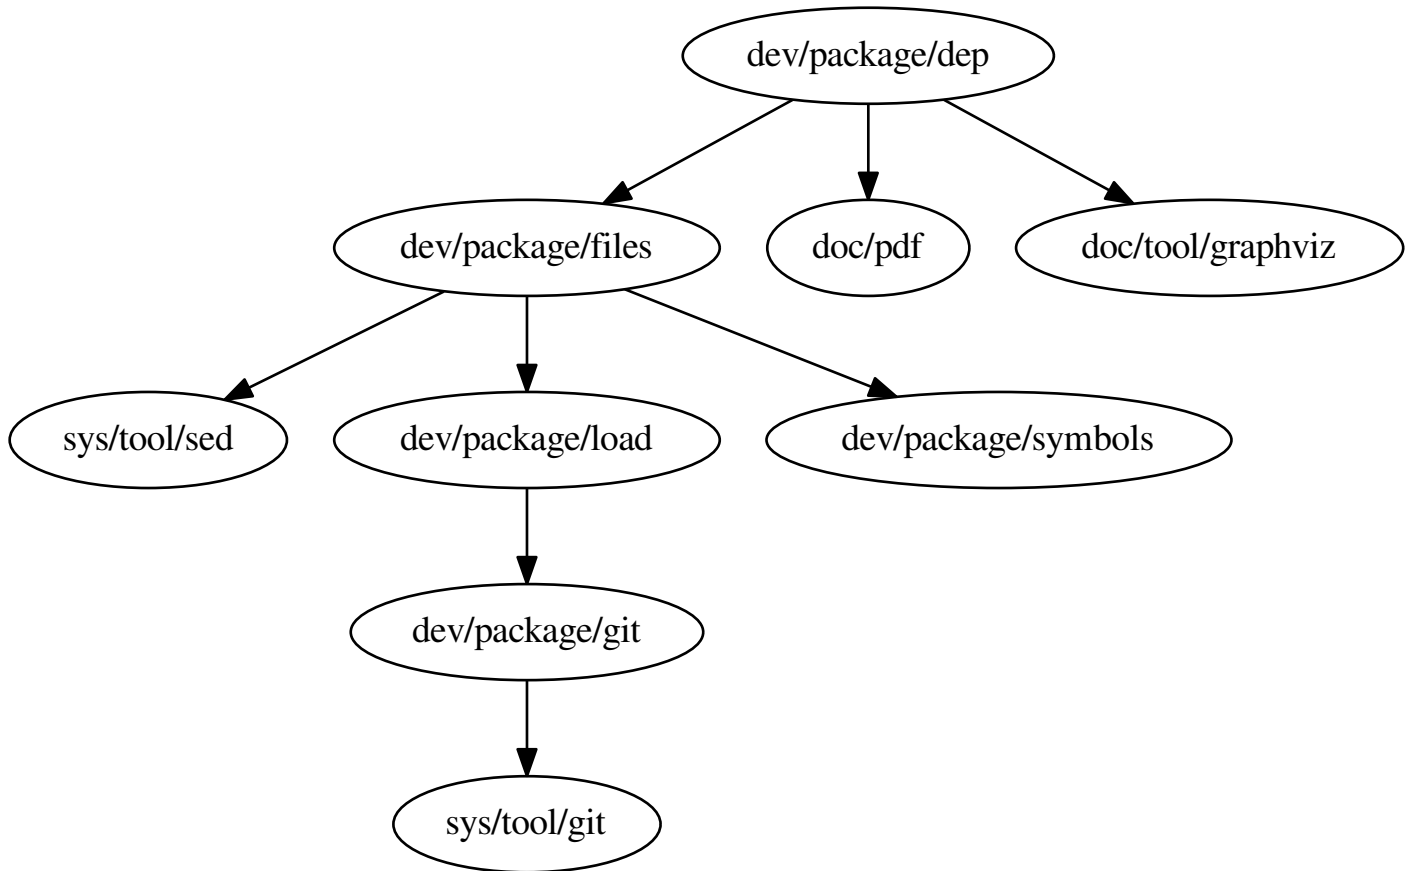 dev/package/dep
dev/package/files
doc/pdf
doc/tool/graphviz
sys/tool/sed
dev/package/load
dev/package/symbols
dev/package/git
sys/tool/git